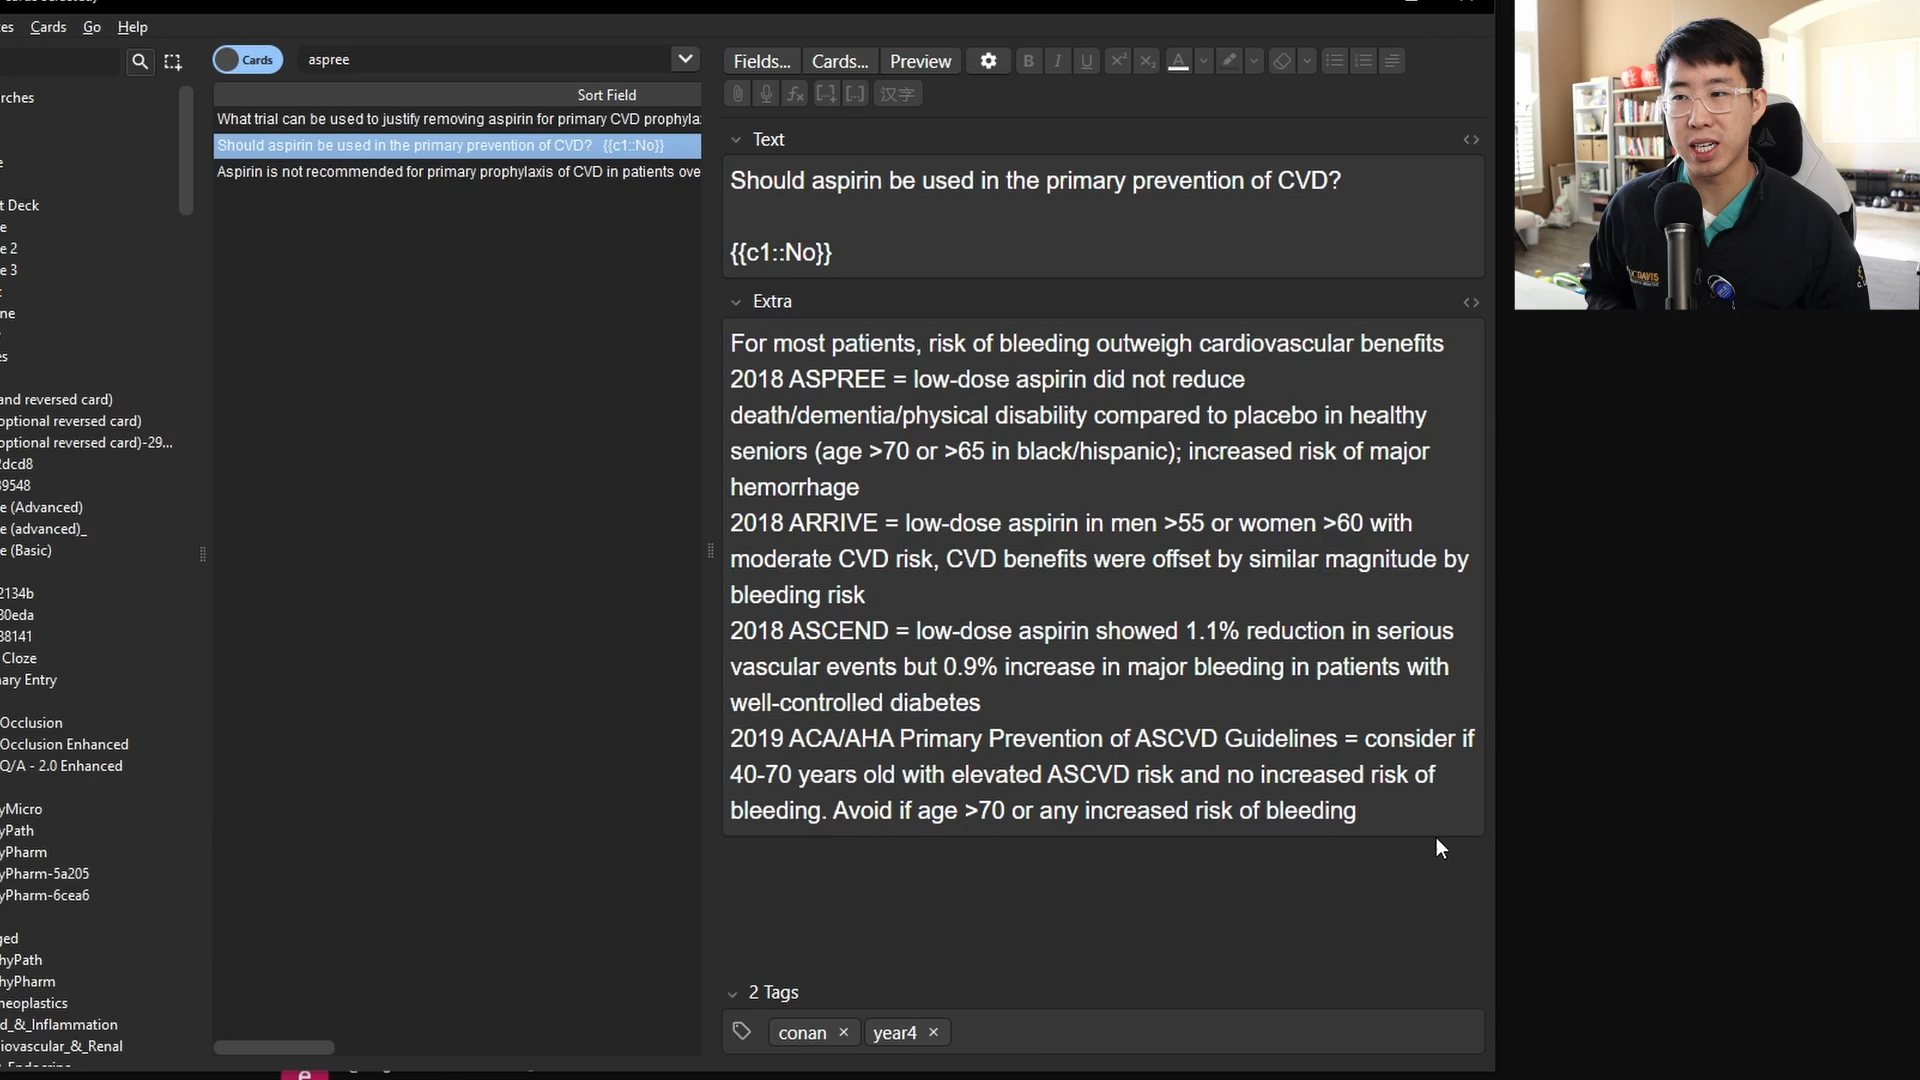 Cards
Go
Help
Cards
aspree
Fields...
Cards...
Preview
B
I
U
A
汉字
arches
Sort Field
What trial can be used to justify removing aspirin for primary CVD
Should aspirin be used in the primary prevention of CVD? {{c1::No}}
Aspirin is not recommended for primary prophylaxis of CVD in patients
Text
Should aspirin be used in the primary prevention of CVD?
{{c1::No}}
Extra
For most patients, risk of bleeding outweigh cardiovascular benefits
2018 ASPREE = low-dose aspirin did not reduce
death/dementia/physical disability compared to placebo in healthy
seniors (age >70 or >65 in black/hispanic); increased risk of major
hemorrhage
2018 ARRIVE = low-dose aspirin in men >55 or women >60 with
moderate CVD risk, CVD benefits were offset by similar magnitude by
bleeding risk
2018 ASCEND = low-dose aspirin showed 1.1% reduction in serious
vascular events but 0.9% increase in major bleeding in patients with
well-controlled diabetes
2019 ACA/AHA Primary Prevention of ASCVD Guidelines = consider if
40-70 years old with elevated ASCVD risk and no increased risk of
bleeding. Avoid if age >70 or any increased risk of bleeding
2 Tags
conan ×
year4 ×
t Deck
e
e 2
e 3
ne
es
and reversed card)
optional reversed card)
optional reversed card)-29...
2dcd8
39548
e (Advanced)
e (advanced)_
e (Basic)
2134b
30eda
38141
Cloze
ary Entry
Occlusion
Occlusion Enhanced
Q/A - 2.0 Enhanced
yMicro
yPath
yPharm
yPharm-5a205
yPharm-6cea6
ged
hyPath
hyPharm
neoplastics
d_&_Inflammation
iovascular_&_Renal
DAVIS